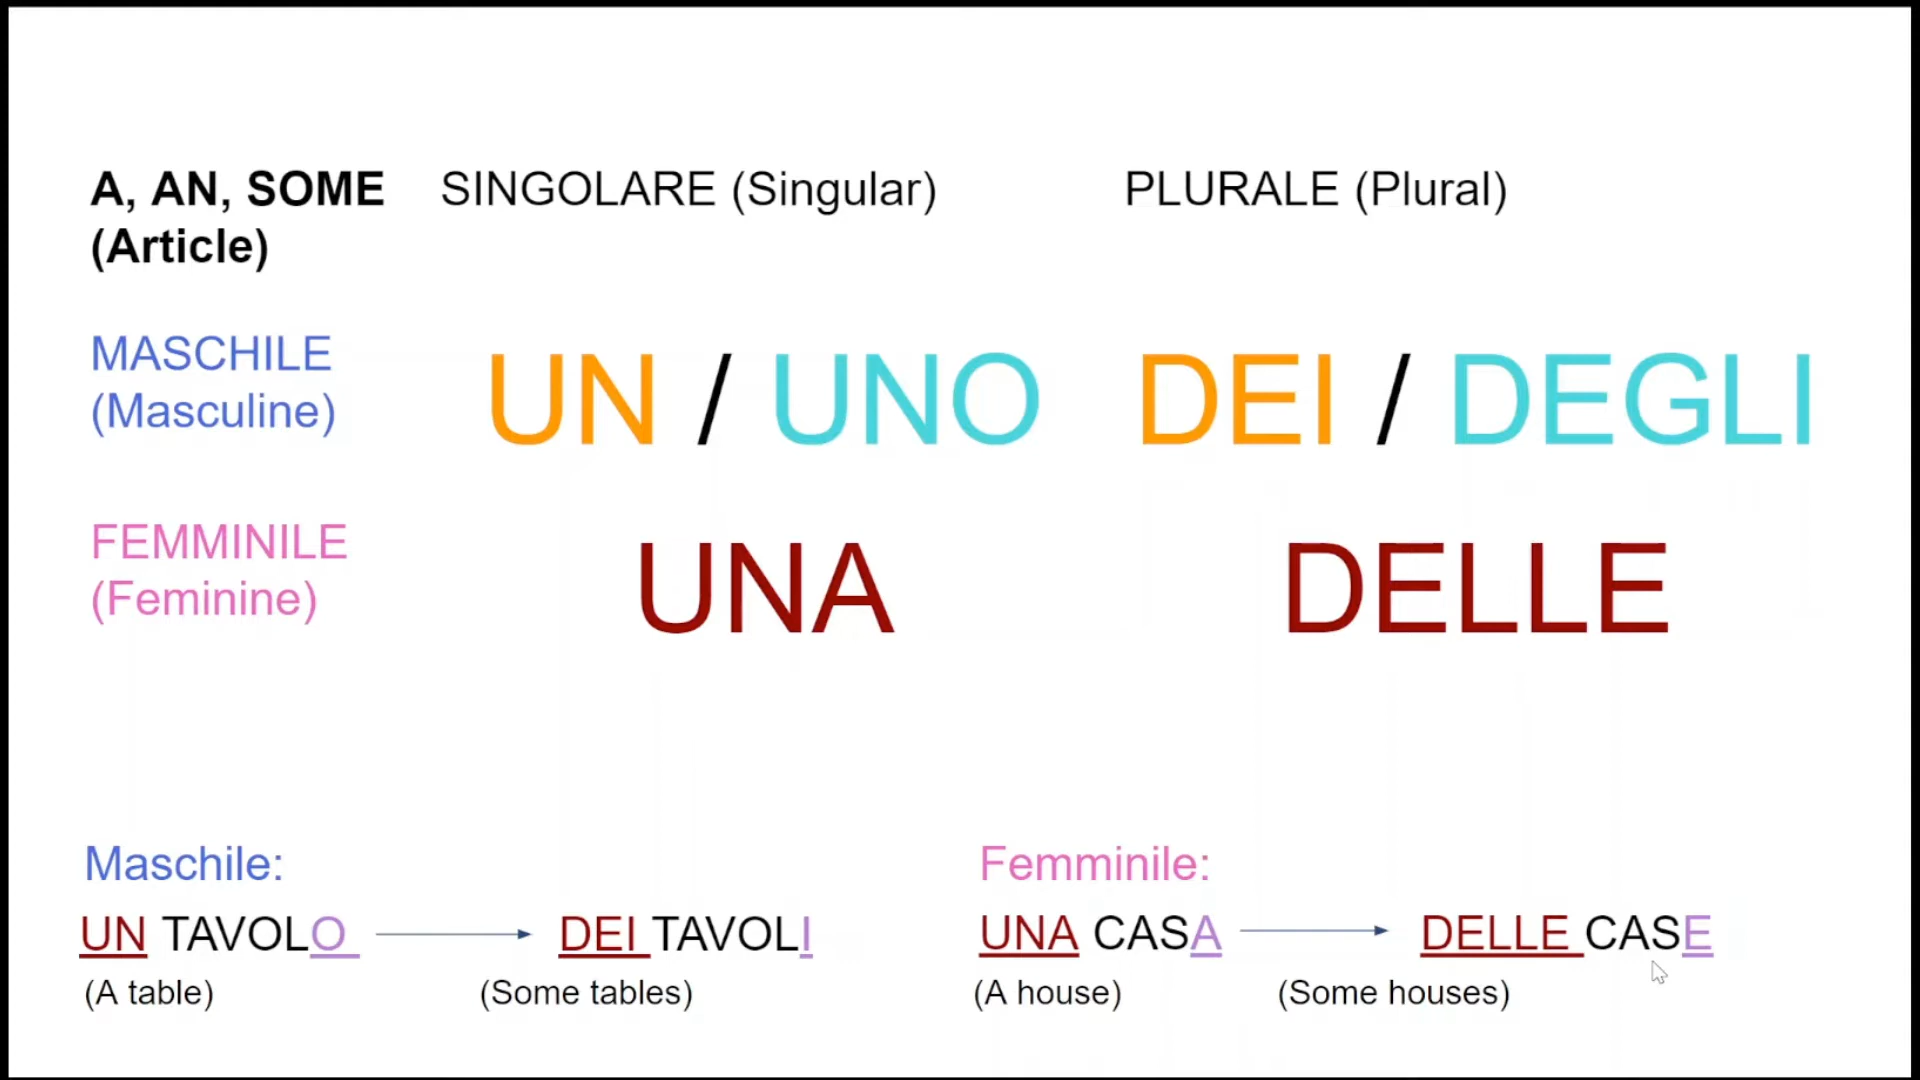 A, AN, SOME SINGOLARE (Singular) PLURALE (Plural)
(Article)
MASCHILE
(Masculine)
UN / UNO DEI / DEGLI
FEMMINILE
(Feminine)
UNA DELLE
Maschile: Femminile:
UN TAVOLO DEI TAVOLI UNA CASA DELLE CASE
(A table) (Some tables) (A house) (Some houses)